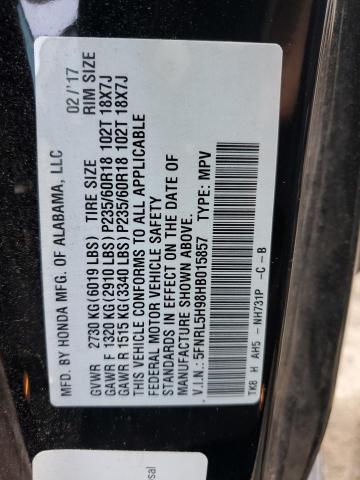 MFD. BY HONDA MFG. OF ALABAMA, LLC 02/'17
GVWR 2730 KG(6019 LBS) TIRE SIZE RIM SIZE
GAWR F 1320 KG(2910 LBS) P235/60R18 102T 18X7J
GAWR R 1515 KG(3340 LBS) P235/60R18 102T 18X7J
THIS VEHICLE CONFORMS TO ALL APPLICABLE
FEDERAL MOTOR VEHICLE SAFETY
STANDARDS IN EFFECT ON THE DATE OF
MANUFACTURE SHOWN ABOVE.
V.I.N.: 5FNRL5H98HB015857 TYPE: MPV
TK8 H AH5 - NH731P -C -B